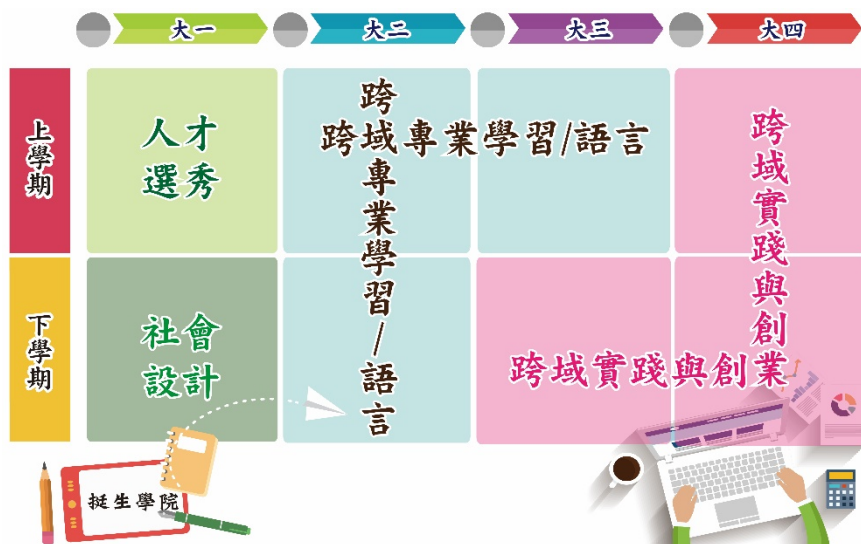 大一
大二
大三
大四
上學期
人才
選秀
跨域專業學習/語言
跨域專業學習/語言
跨域實踐與創業
下學期
社會
設計
跨域實踐與創業
挺生學院